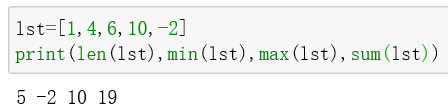 lst=[1,4,6,10,-2]
print(len(lst),min(lst),max(lst),sum(lst))
5 -2 10 19